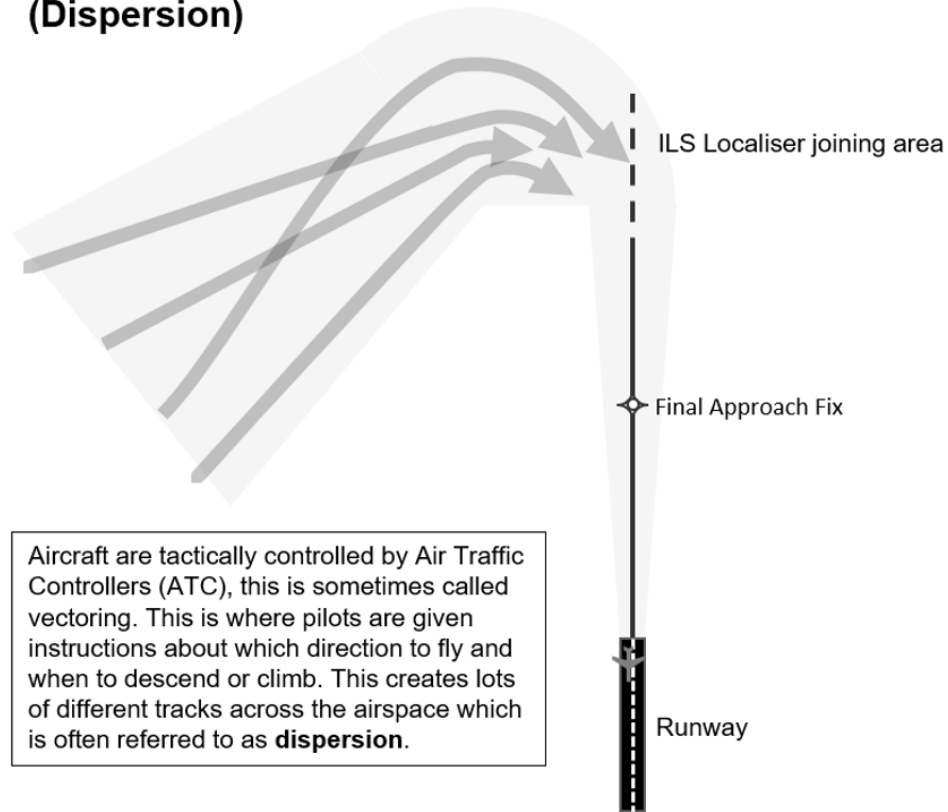 (Dispersion)
ILS Localiser joining area
Final Approach Fix
Aircraft are tactically controlled by Air Traffic
Controllers (ATC), this is sometimes called
vectoring. This is where pilots are given
instructions about which direction to fly and
when to descend or climb. This creates lots
of different tracks across the airspace which
is often referred to as dispersion.
Runway